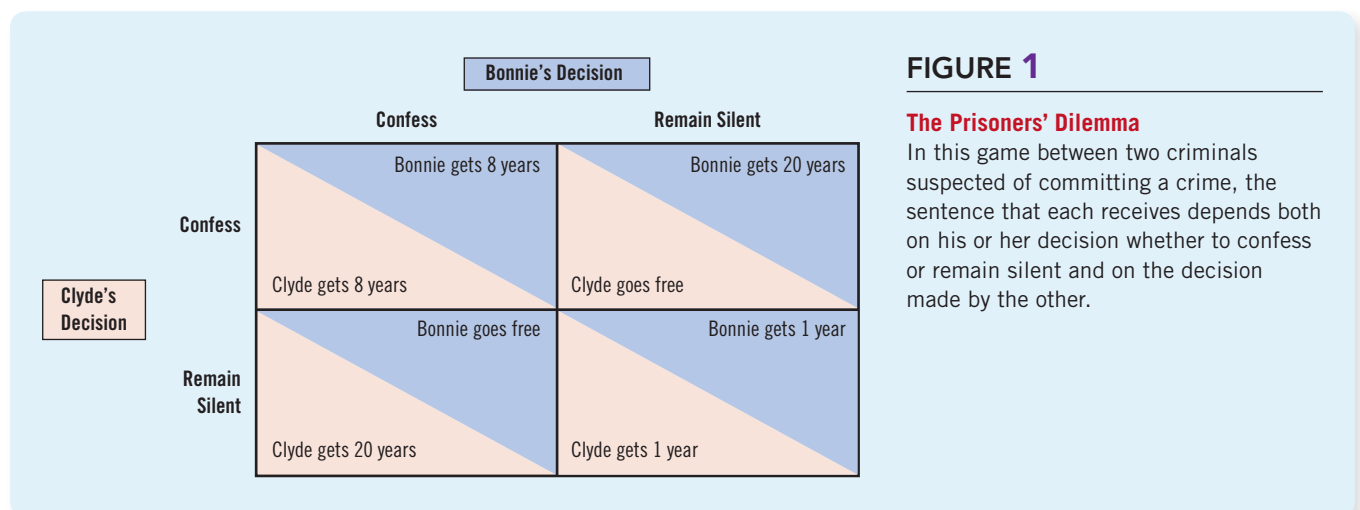 Bonnie's Decision
Confess
Remain Silent
Bonnie gets 8 years
Bonnie gets 20 years
Confess
Clyde gets 8 years
Clyde goes free
Clyde's
Decision
Bonnie goes free
Bonnie gets 1 year
Remain
Silent
Clyde gets 20 years
Clyde gets 1 year
FIGURE 1
The Prisoners' Dilemma
In this game between two criminals
suspected of committing a crime, the
sentence that each receives depends both
on his or her decision whether to confess
or remain silent and on the decision
made by the other.